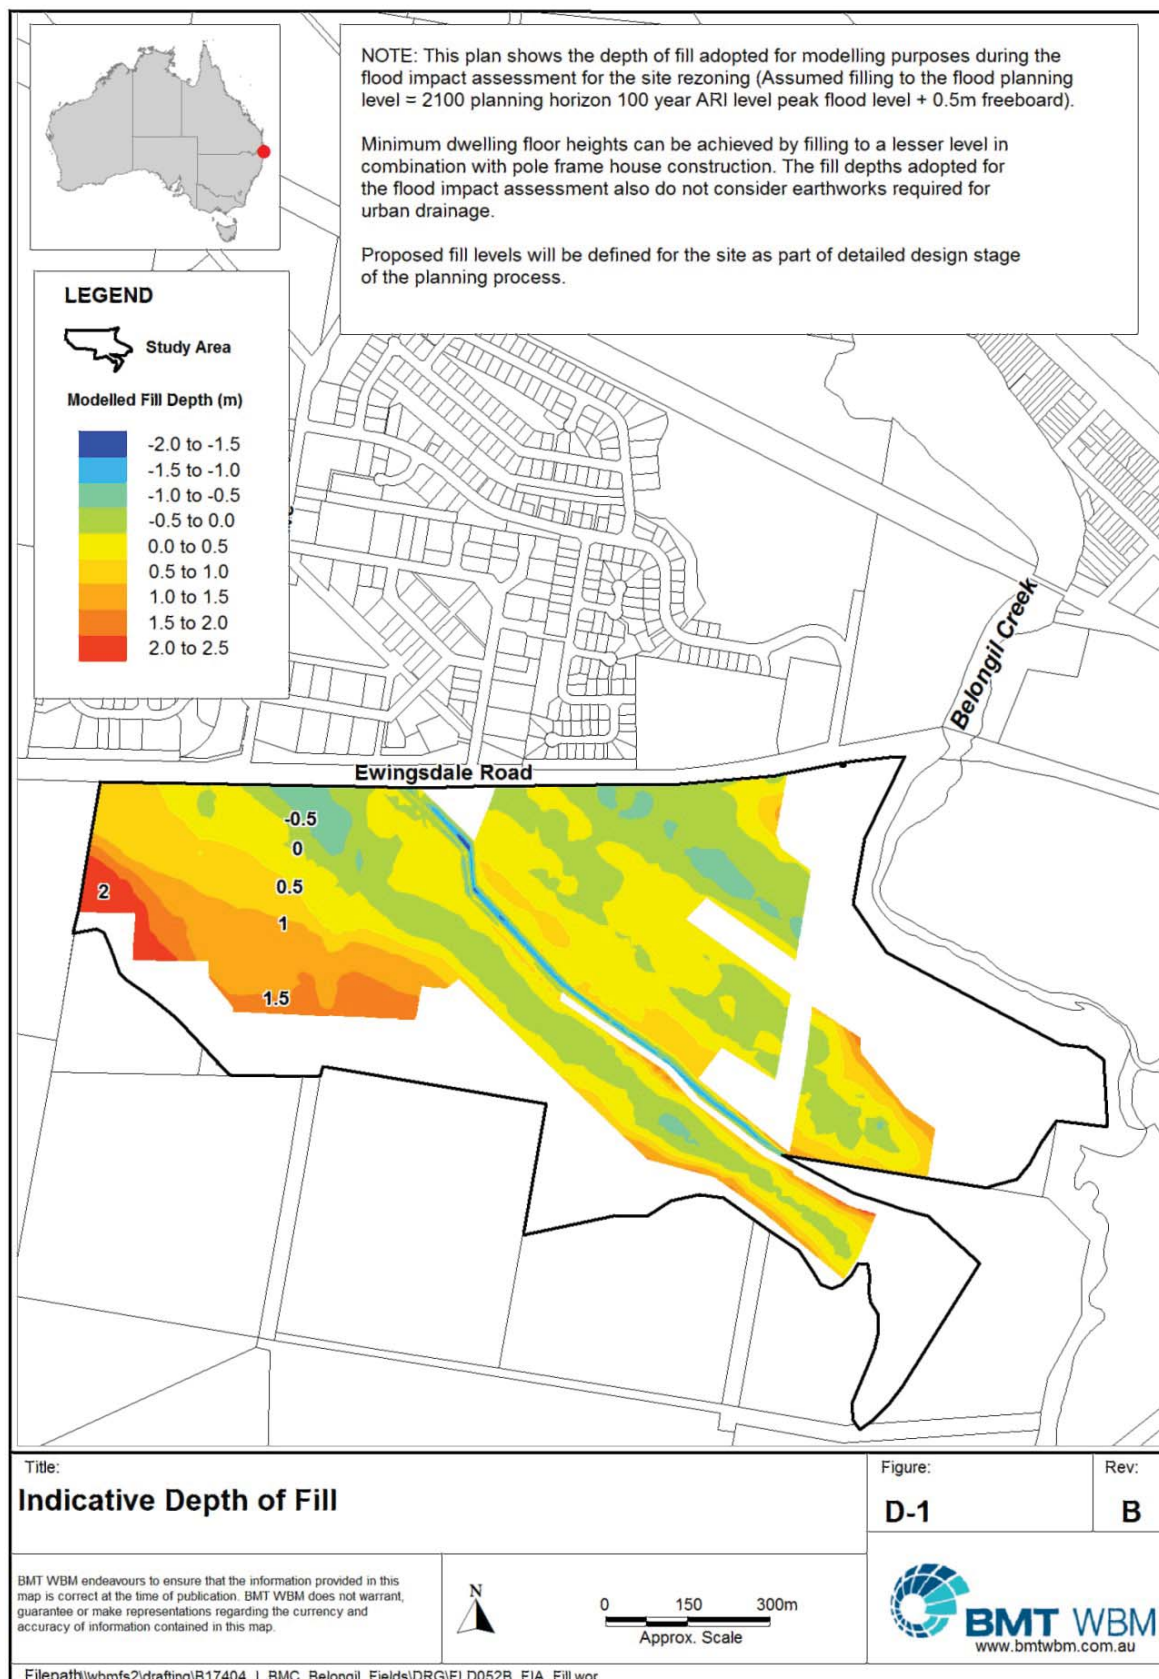 NOTE: This plan shows the depth of fill adopted for modelling purposes during the
flood impact assessment for the site rezoning (Assumed filling to the flood planning
level = 2100 planning horizon 100 year ARI level peak flood level + 0.5m freeboard).
Minimum dwelling floor heights can be achieved by filling to a lesser level in
combination with pole frame house construction. The fill depths adopted for
the flood impact assessment also do not consider earthworks required for
urban drainage.
Proposed fill levels will be defined for the site as part of detailed design stage
of the planning process.
LEGEND
Study Area
Modelled Fill Depth (m)
-2.0 to -1.5
-1.5 to -1.0
-1.0 to -0.5
-0.5 to 0.0
0.0 to 0.5
0.5 to 1.0
1.0 to 1.5
1.5 to 2.0
2.0 to 2.5
Belongil Creek
Ewingsdale Road
-0.5
0
0.5
2
1
1.5
Title:
Indicative Depth of Fill
Figure:
D-1
Rev:
B
BMT WBM endeavours to ensure that the information provided in this
map is correct at the time of publication. BMT WBM does not warrant,
guarantee or make representations regarding the currency and
accuracy of information contained in this map.
N
0 150 300m
Approx. Scale
BMT WBM
www.bmtwbm.com.au